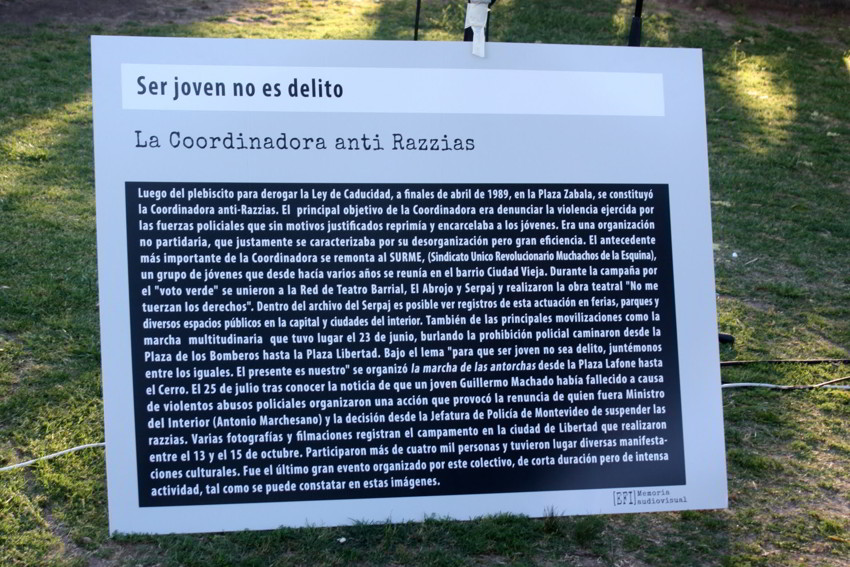 Ser joven no es delito
La Coordinadora anti Razzias
Luego del plebiscito para derogar la Ley de Caducidad, a finales de abril de 1989, en la Plaza Zabala, se constituyó
la Coordinadora anti-Razzias. El principal objetivo de la Coordinadora era denunciar la violencia ejercida por
las fuerzas policiales que sin motivos justificados reprimía y encarcelaba a los jóvenes. Era una organización
no partidaria, que justamente se caracterizaba por su desorganización pero gran eficiencia. El antecedente
más importante de la Coordinadora se remonta al SURME, (Sindicato Unico Revolucionario Muchachos de la Esquina),
un grupo de jóvenes que desde hacía varios años se reunía en el barrio Ciudad Vieja. Durante la campaña por
el "voto verde" se unieron a la Red de Teatro Barrial, El Abrojo y Serpaj y realizaron la obra teatral "No me
tuerzan los derechos". Dentro del archivo del Serpaj es posible ver registros de esta actuación en ferias, parques y
diversos espacios públicos en la capital y ciudades del interior. También de las principales movilizaciones como la
marcha multitudinaria que tuvo lugar el 23 de junio, burlando la prohibición policial caminaron desde la
Plaza de los Bomberos hasta la Plaza Libertad. Bajo el lema "para que ser joven no sea delito, juntémonos
entre los iguales. El presente es nuestro" se organizó la marcha de las antorchas desde la Plaza Lafone hasta
el Cerro. El 25 de julio tras conocer la noticia de que un joven Guillermo Machado había fallecido a causa
de violentos abusos policiales organizaron una acción que provocó la renuncia de quien fuera Ministro
del Interior (Antonio Marchesano) y la decisión desde la Jefatura de Policía de Montevideo de suspender las
razzias. Varias fotografías y filmaciones registran el campamento en la ciudad de Libertad que realizaron
entre el 13 y el 15 de octubre. Participaron más de cuatro mil personas y tuvieron lugar diversas manifesta-
ciones culturales. Fue el último gran evento organizado por este colectivo, de corta duración pero de intensa
actividad, tal como se puede constatar en estas imágenes.
[EFI] Memoria
audiovisual